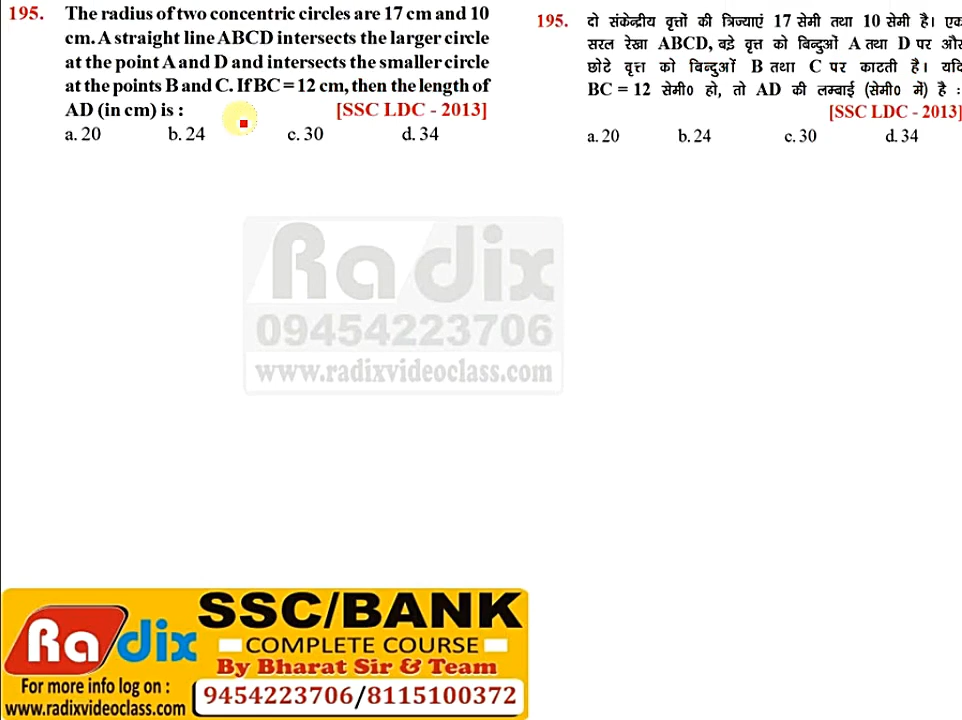 195. The radius of two concentric circles are 17 cm and 10
cm. A straight line ABCD intersects the larger circle
at the point A and D and intersects the smaller circle
at the points B and C. If BC = 12 cm, then the length of
AD (in cm) is : [SSC LDC - 2013]
a. 20 b. 24 c. 30 d. 34
195. दो संकेन्द्रीय वृत्तों की त्रिज्याएं 17 सेमी तथा 10 सेमी है। एक
सरल रेखा ABCD, बड़े वृत्त को बिन्दुओं A तथा D पर और
छोटे वृत्त को बिन्दुओं B तथा C पर काटती है। यदि
BC = 12 सेमी० हो, तो AD की लम्बाई (सेमी० में) है :
[SSC LDC - 2013]
a. 20 b. 24 c. 30 d. 34
Radix
09454223706
www.radixvideoclass.com
Radix
SSC/BANK
COMPLETE COURSE
By Bharat Sir & Team
For more info log on :
www.radixvideoclass.com
9454223706/8115100372